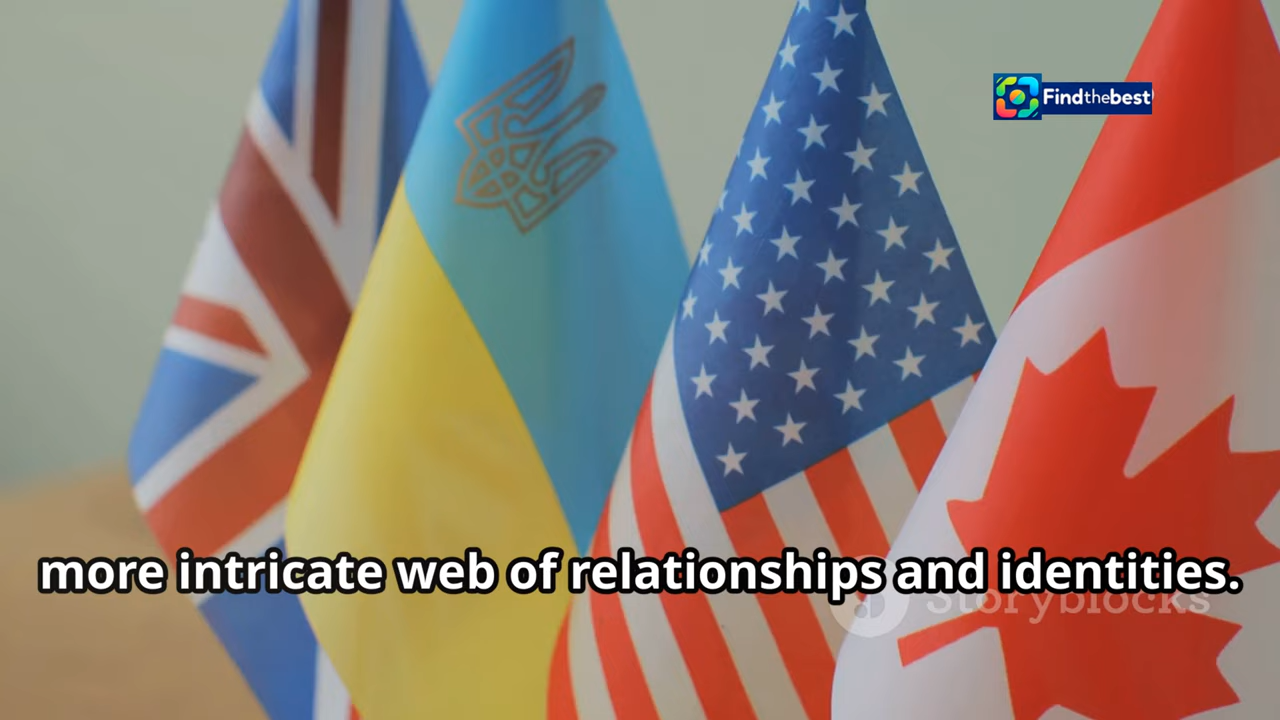 Findthebest
more intricate web of relationships and identities.
Storyblocks